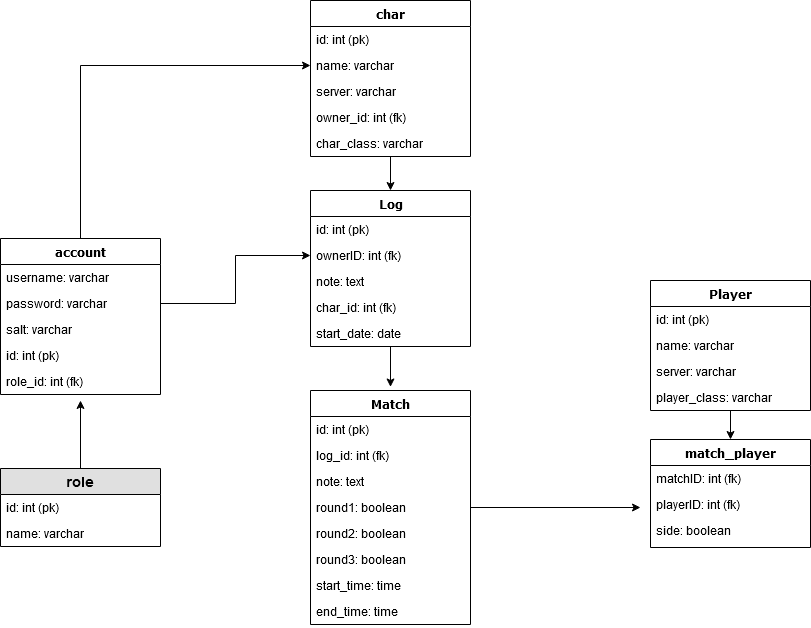 char
id: int (pk)
name: varchar
server: varchar
owner_id: int (fk)
char_class: varchar
Log
id: int (pk)
ownerID: int (fk)
note: text
char_id: int (fk)
start_date: date
account
username: varchar
password: varchar
salt: varchar
id: int (pk)
role_id: int (fk)
role
id: int (pk)
name: varchar
Match
id: int (pk)
log_id: int (fk)
note: text
round1: boolean
round2: boolean
round3: boolean
start_time: time
end_time: time
Player
id: int (pk)
name: varchar
server: varchar
player_class: varchar
match_player
matchID: int (fk)
playerID: int (fk)
side: boolean